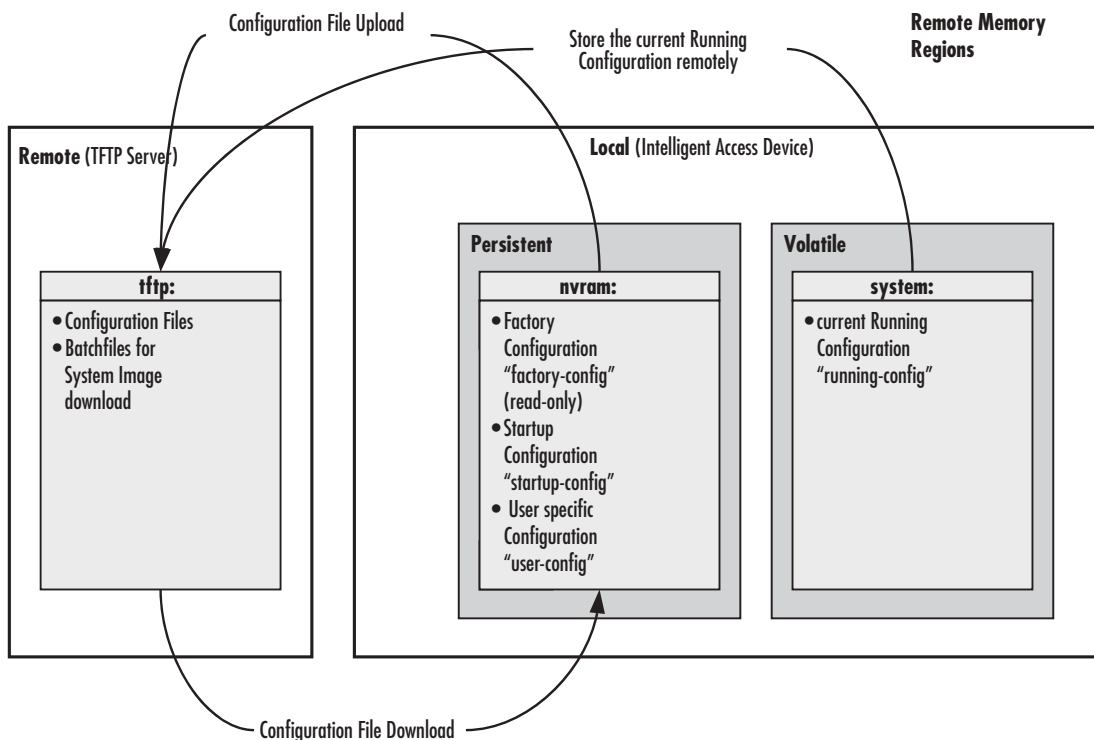 Configuration File Upload
Store the current Running
Configuration remotely
Remote Memory
Regions
Remote (TFTP Server)
tftp:
• Configuration Files
• Batchfiles for
System Image
download
Local (Intelligent Access Device)
Persistent
nvram:
• Factory
Configuration
“factory-config”
(read-only)
• Startup
Configuration
“startup-config”
• User specific
Configuration
“user-config”
Volatile
system:
• current Running
Configuration
“running-config”
Configuration File Download